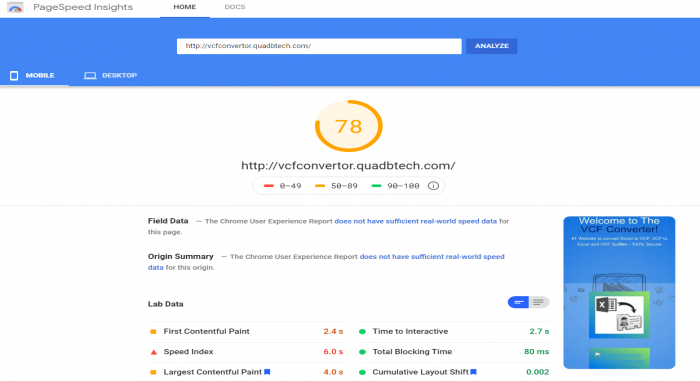 PageSpeed Insights
HOME
DOCS
http://vcfconvertor.quadbtech.com/
ANALYZE
MOBILE
DESKTOP
78
http://vcfconvertor.quadbtech.com/
0–49
50–89
90–100
Field Data — The Chrome User Experience Report does not have sufficient real-world speed data for
this page.
Origin Summary — The Chrome User Experience Report does not have sufficient real-world speed
data for this origin.
Lab Data
First Contentful Paint 2.4 s
Time to Interactive 2.7 s
Speed Index 6.0 s
Total Blocking Time 80 ms
Largest Contentful Paint 4.0 s
Cumulative Layout Shift 0.002
Welcome to The
VCF Converter!
#1 Website to convert Excel to VCF, VCF to
Excel and VCF Splitter - 100% Secure